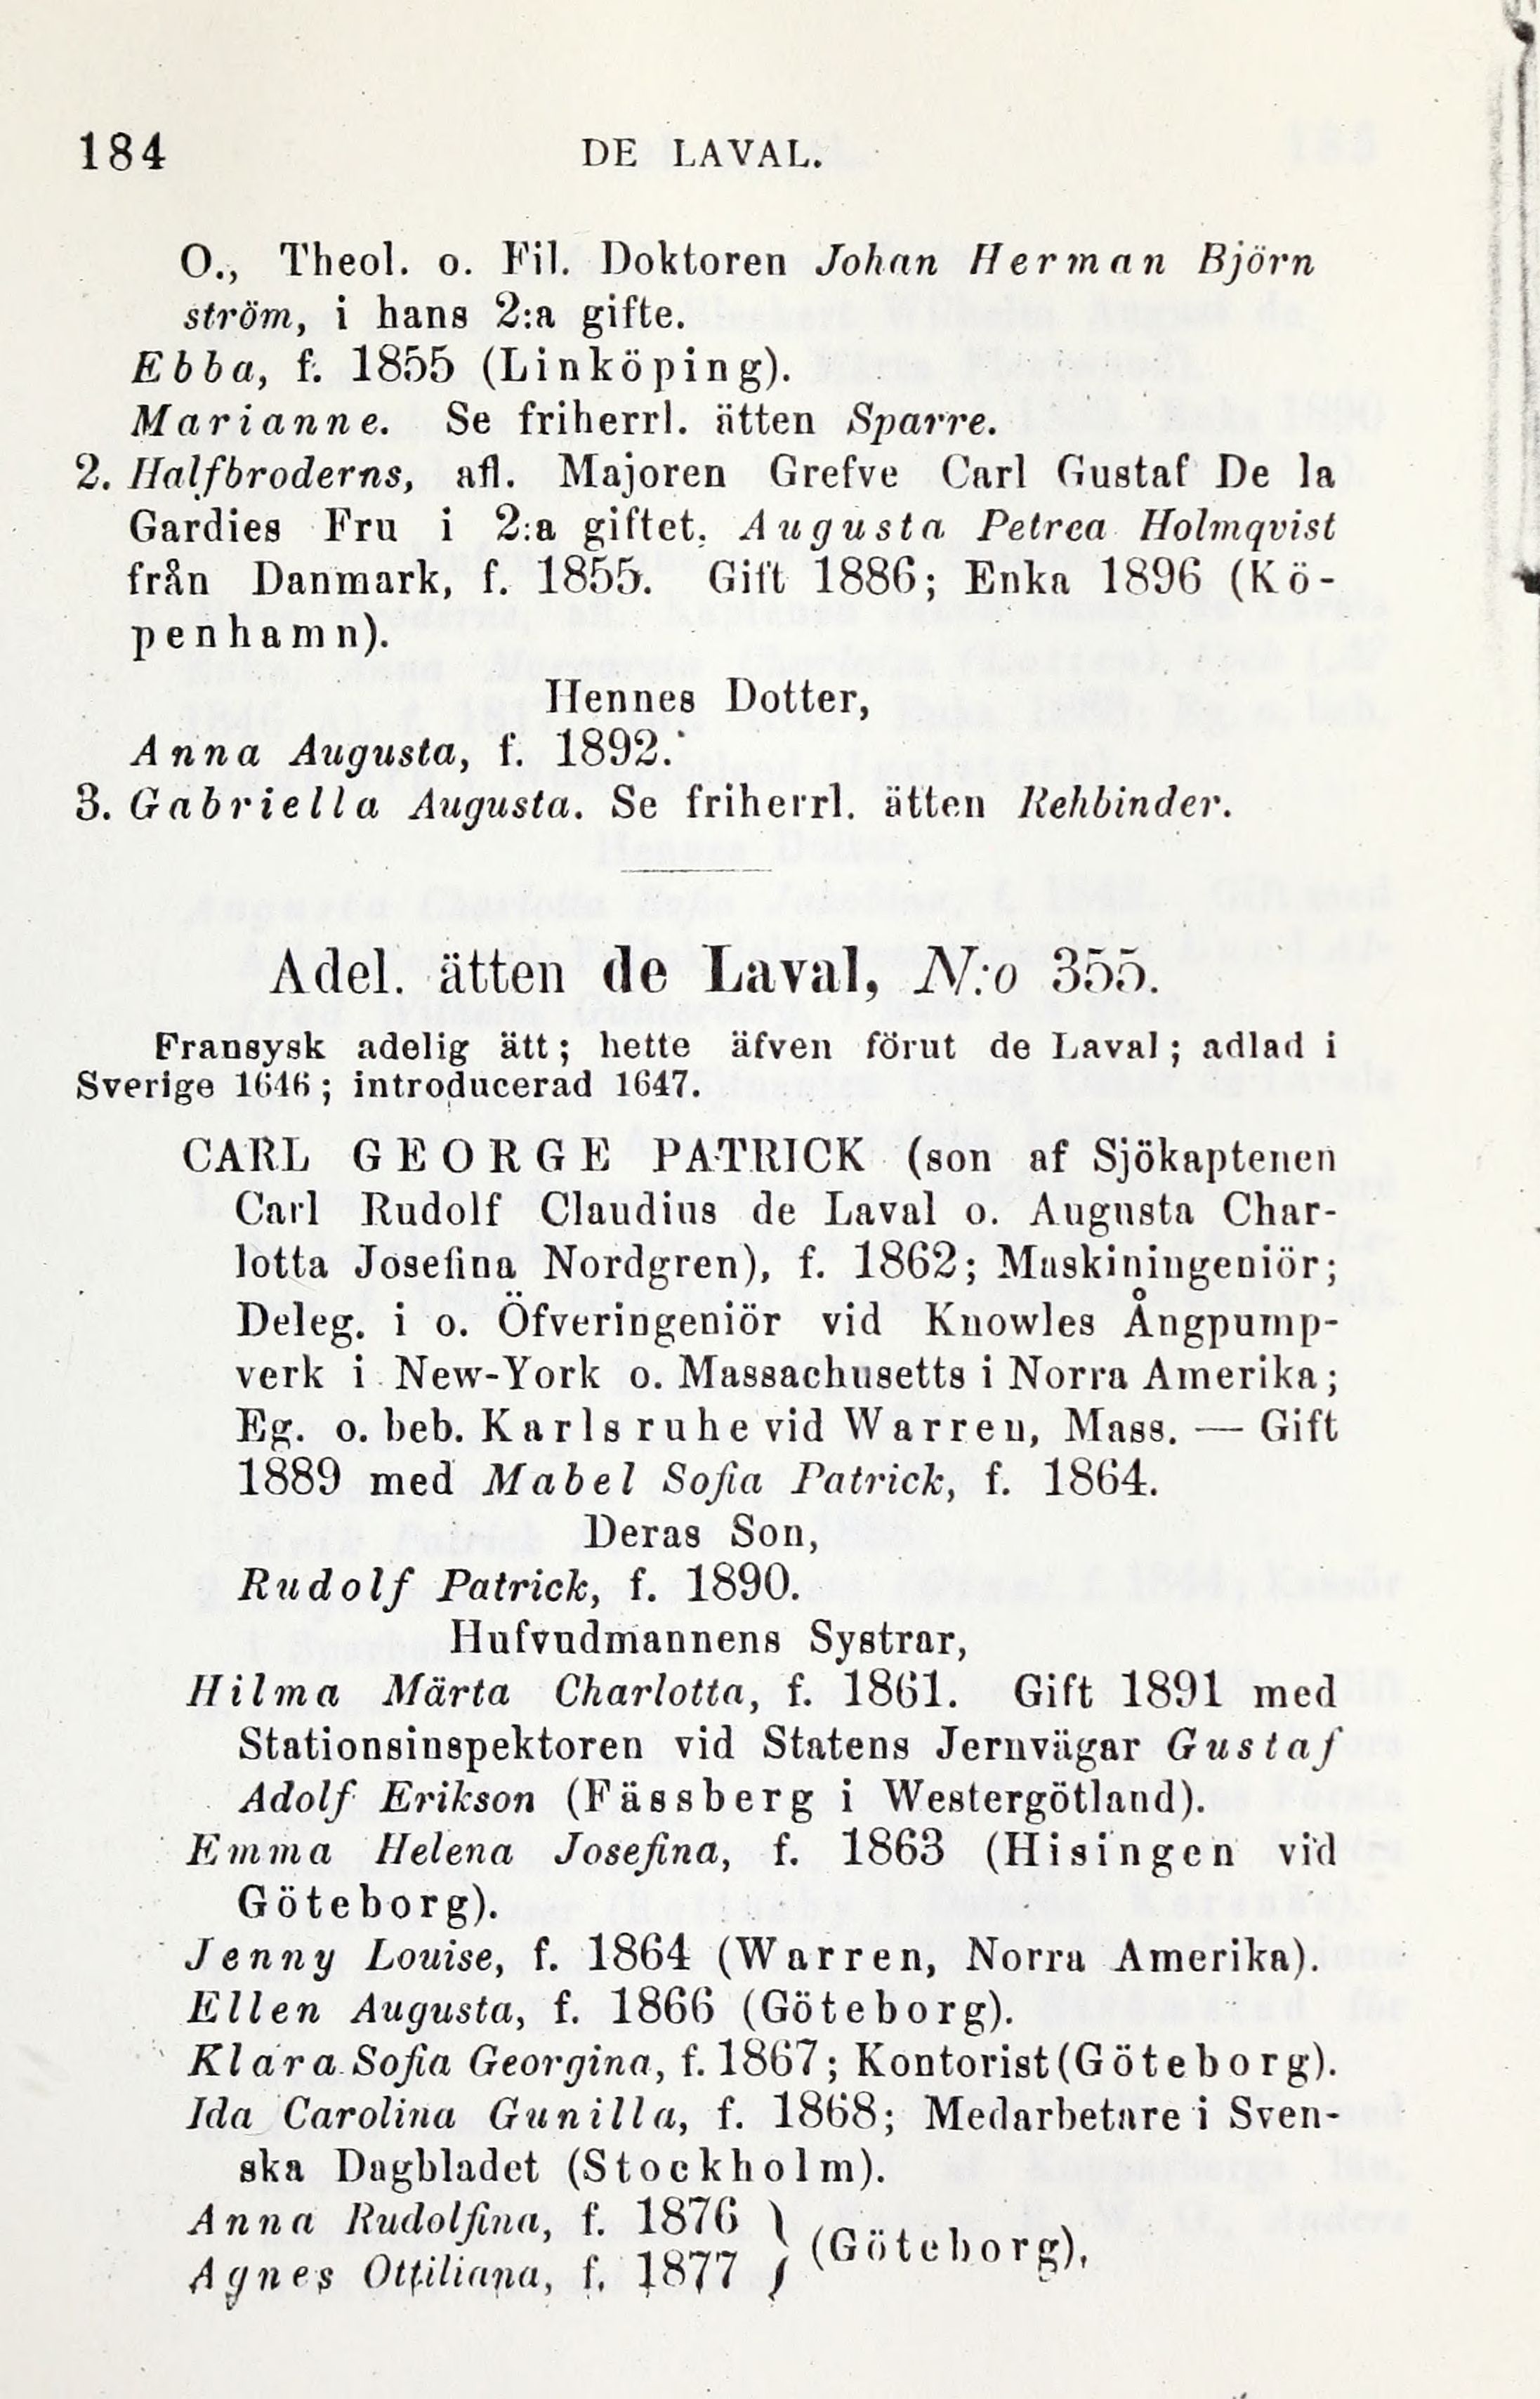 184 DE LAVAL.
O., Theol. o. Fil. Doktoren Johan Herman Björn
ström, i hans 2:a gifte.
Ebba, f. 1855 (Linköping).
Marianne. Se friherrl. ätten Sparre.
2. Halfbroderns, afl. Majoren Grefve Carl Gustaf De la
Gardies Fru i 2:a giftet, Augusta Petrea Holmqvist
från Danmark, f. 1855. Gift 1886; Enka 1896 (Kö-
penhamn).
Hennes Dotter,
Anna Augusta, f. 1892.
3. Gabriella Augusta. Se friherrl. ätten Rehbinder.
Adel. ätten de Laval, N:o 355.
Fransysk adelig ätt; hette äfven förut de Laval; adlad i
Sverige 1646; introducerad 1647.
CARL GEORGE PATRICK (son af Sjökaptenen
Carl Rudolf Claudius de Laval o. Augusta Char-
lotta Josefina Nordgren), f. 1862; Maskiningeniör;
Deleg. i o. Öfveringeniör vid Knowles Ångpump-
verk i New-York o. Massachusetts i Norra Amerika;
Eg. o. beb. Karlsruhe vid Warren, Mass. — Gift
1889 med Mabel Sofia Patrick, f. 1864.
Deras Son,
Rudolf Patrick, f. 1890.
Hufvudmannens Systrar,
Hilma Märta Charlotta, f. 1861. Gift 1891 med
Stationsinspektoren vid Statens Jernvägar Gustaf
Adolf Erikson (Fässberg i Westergötland).
Emma Helena Josefina, f. 1863 (Hisingen vid
Göteborg).
Jenny Louise, f. 1864 (Warren, Norra Amerika).
Ellen Augusta, f. 1866 (Göteborg).
Klara Sofia Georgina, f. 1867; Kontorist (Göteborg).
Ida Carolina Gunilla, f. 1868; Medarbetare i Sven-
ska Dagbladet (Stockholm).
Anna Rudolfina, f. 1876 }
Agnes Ottiliana, f. 1877 } (Göteborg).